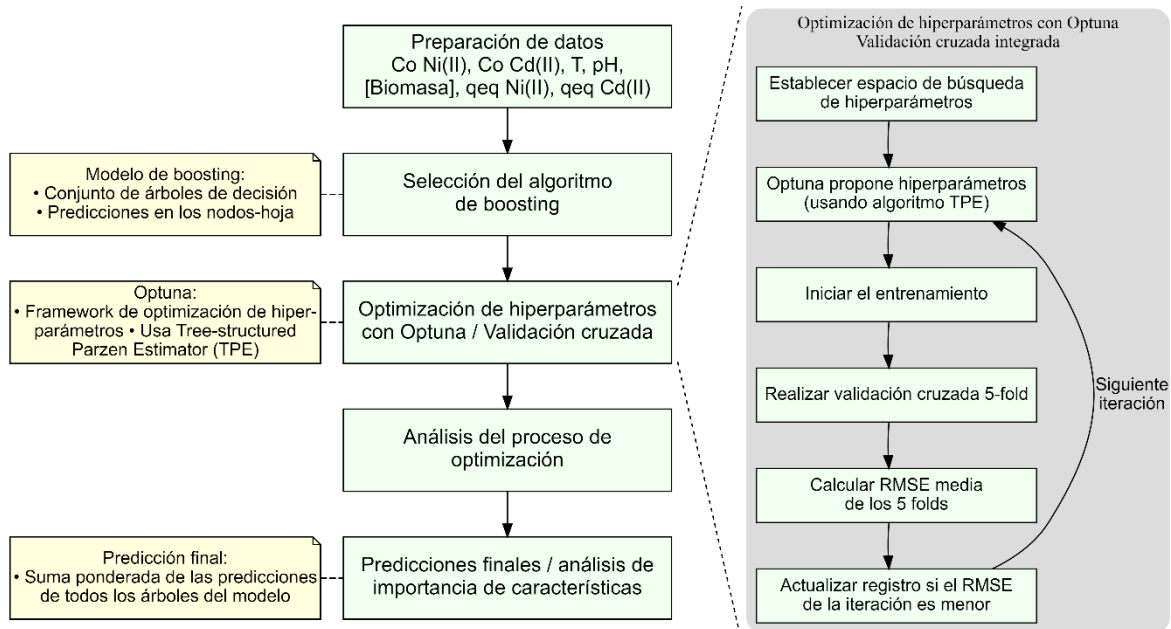 Preparación de datos
Co Ni(II), Co Cd(II), T, pH,
[Biomasa], qeq Ni(II), qeq Cd(II)
Modelo de boosting:
• Conjunto de árboles de decisión
• Predicciones en los nodos-hoja
Selección del algoritmo
de boosting
Optuna:
• Framework de optimización de hiper-
parámetros • Usa Tree-structured
Parzen Estimator (TPE)
Optimización de hiperparámetros
con Optuna / Validación cruzada
Análisis del proceso de
optimización
Predicción final:
• Suma ponderada de las predicciones
de todos los árboles del modelo
Predicciones finales / análisis de
importancia de características
Optimización de hiperparámetros con Optuna
Validación cruzada integrada
Establecer espacio de búsqueda
de hiperparámetros
Optuna propone hiperparámetros
(usando algoritmo TPE)
Iniciar el entrenamiento
Realizar validación cruzada 5-fold
Siguiente
iteración
Calcular RMSE media
de los 5 folds
Actualizar registro si el RMSE
de la iteración es menor